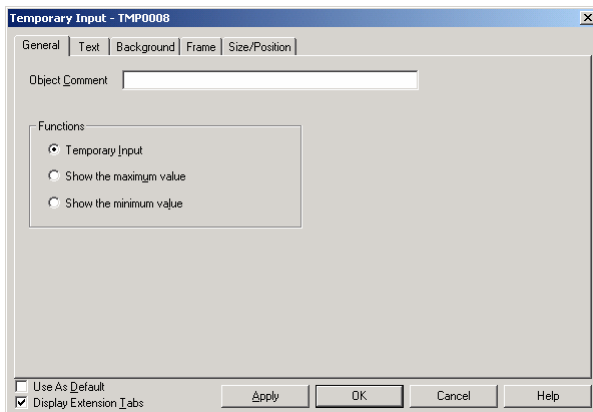 Temporary Input - TMP0008
General Text Background Frame Size/Position
Object Comment
Functions
Temporary Input
Show the maximum value
Show the minimum value
Use As Default
Display Extension Tabs
Apply OK Cancel Help